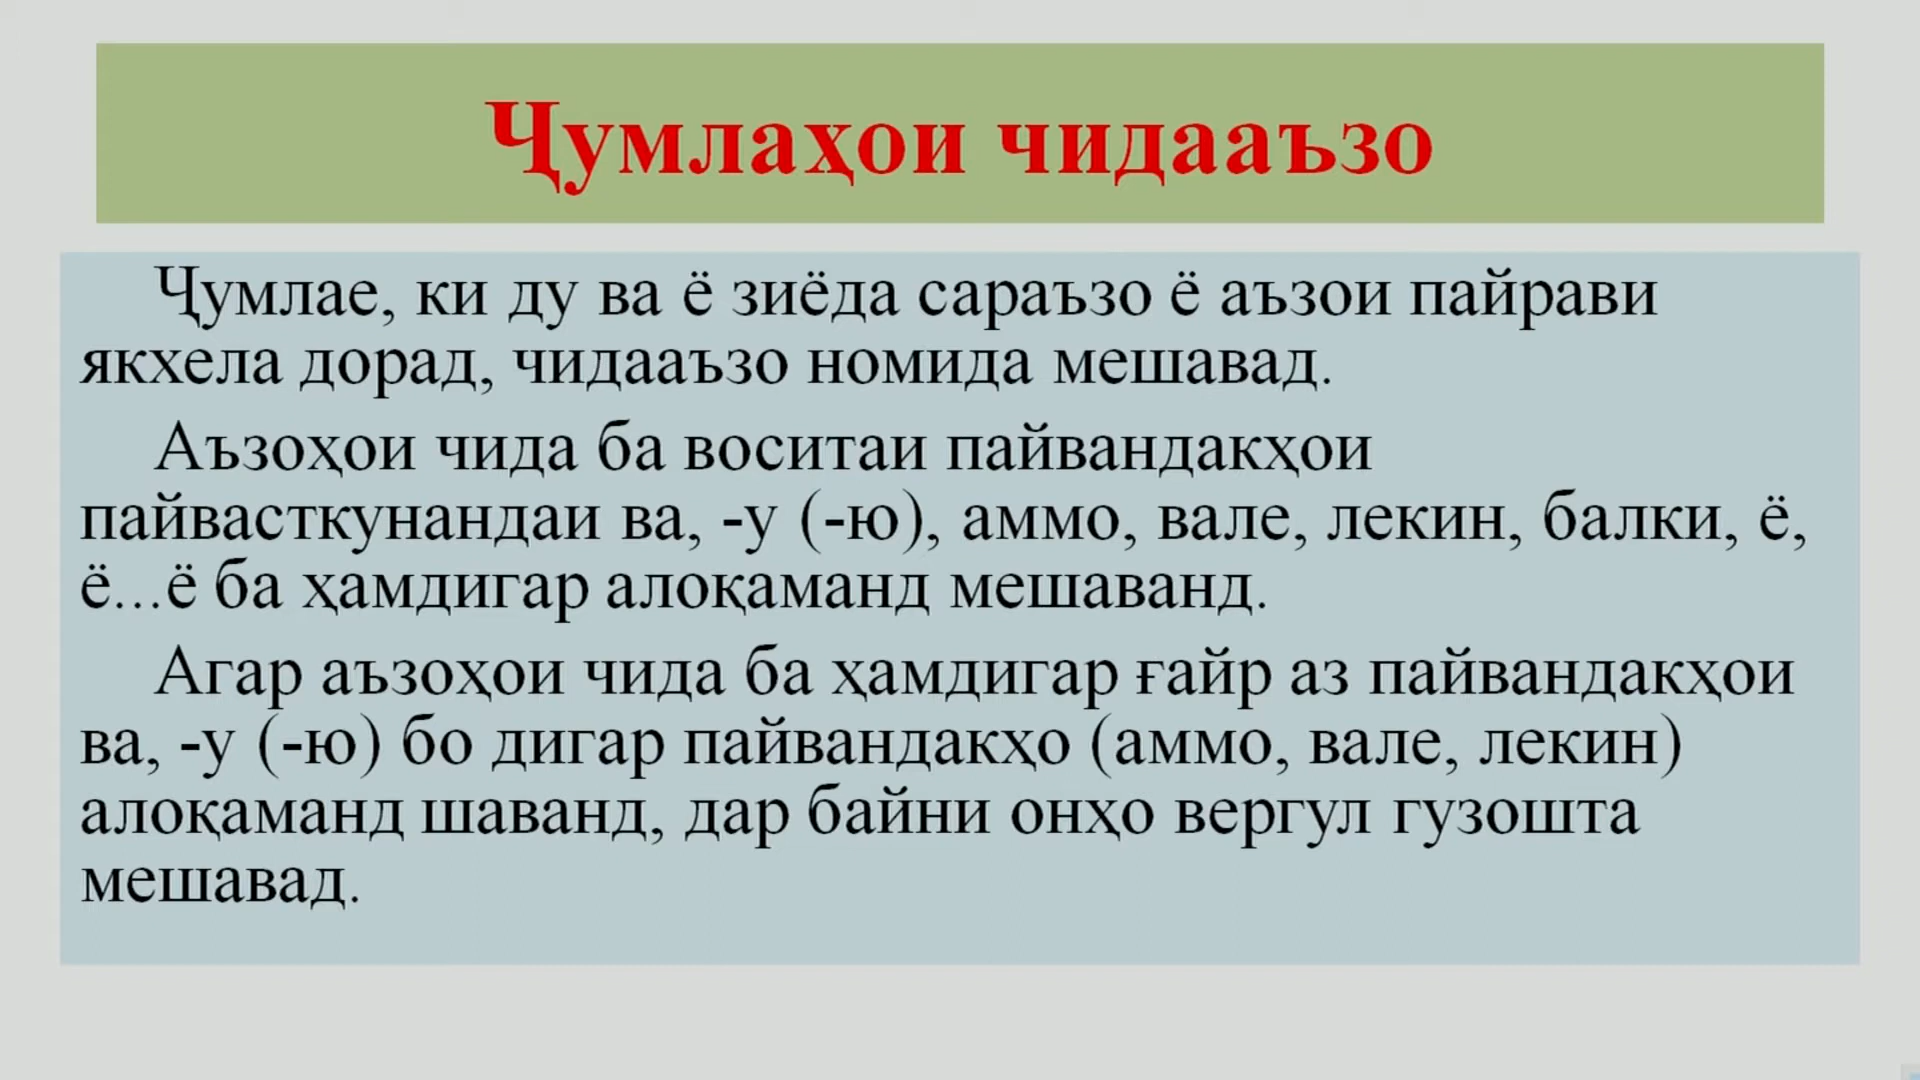 Ҷумлаҳои чидааъзо
Ҷумлае, ки ду ва ё зиёда сараъзо ё аъзои пайрави
якхела дорад, чидааъзо номида мешавад.
Аъзоҳои чида ба воситаи пайвандакҳои
пайвасткунандаи ва, -у (-ю), аммо, вале, лекин, балки, ё,
ё...ё ба ҳамдигар алоқаманд мешаванд.
Агар аъзоҳои чида ба ҳамдигар ғайр аз пайвандакҳои
ва, -у (-ю) бо дигар пайвандакҳо (аммо, вале, лекин)
алоқаманд шаванд, дар байни онҳо вергул гузошта
мешавад.